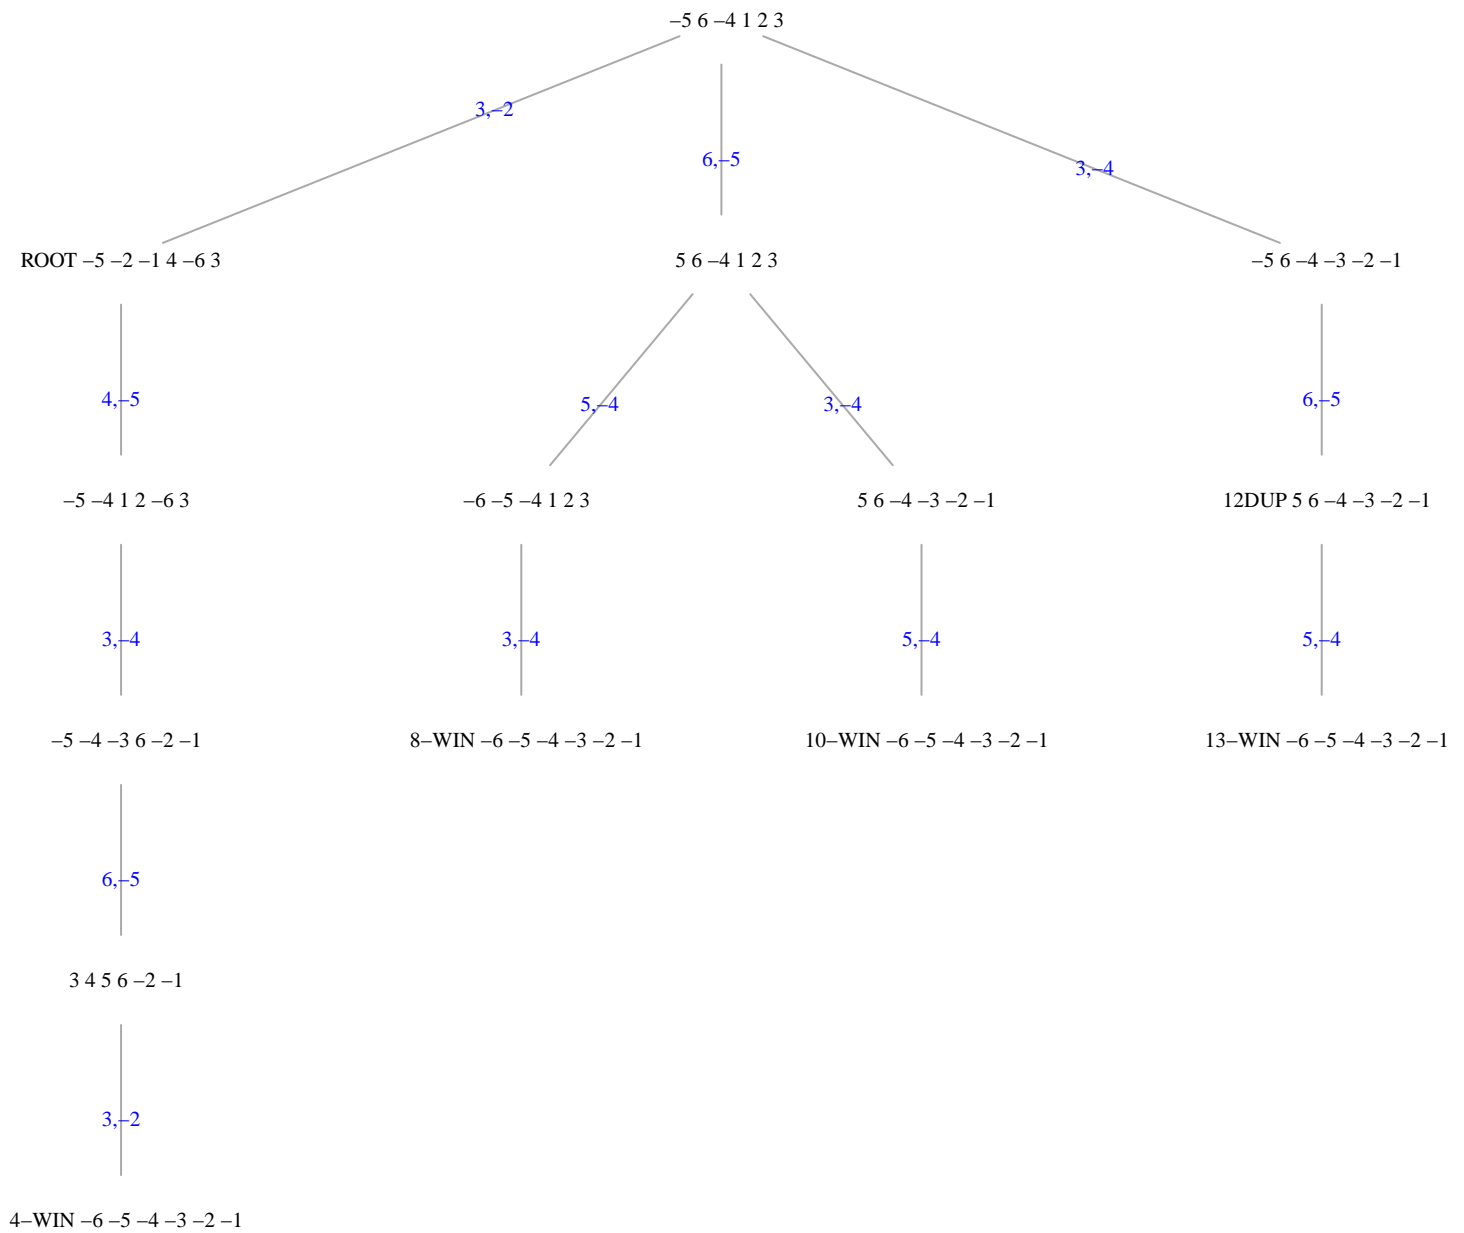 –5 6 –4 1 2 3
3,–2
6,–5
3,–4
ROOT –5 –2 –1 4 –6 3
5 6 –4 1 2 3
–5 6 –4 –3 –2 –1
4,–5
5,–4
3,–4
6,–5
–5 –4 1 2 –6 3
–6 –5 –4 1 2 3
5 6 –4 –3 –2 –1
12DUP 5 6 –4 –3 –2 –1
3,–4
3,–4
5,–4
5,–4
–5 –4 –3 6 –2 –1
8–WIN –6 –5 –4 –3 –2 –1
10–WIN –6 –5 –4 –3 –2 –1
13–WIN –6 –5 –4 –3 –2 –1
6,–5
3 4 5 6 –2 –1
3,–2
4–WIN –6 –5 –4 –3 –2 –1